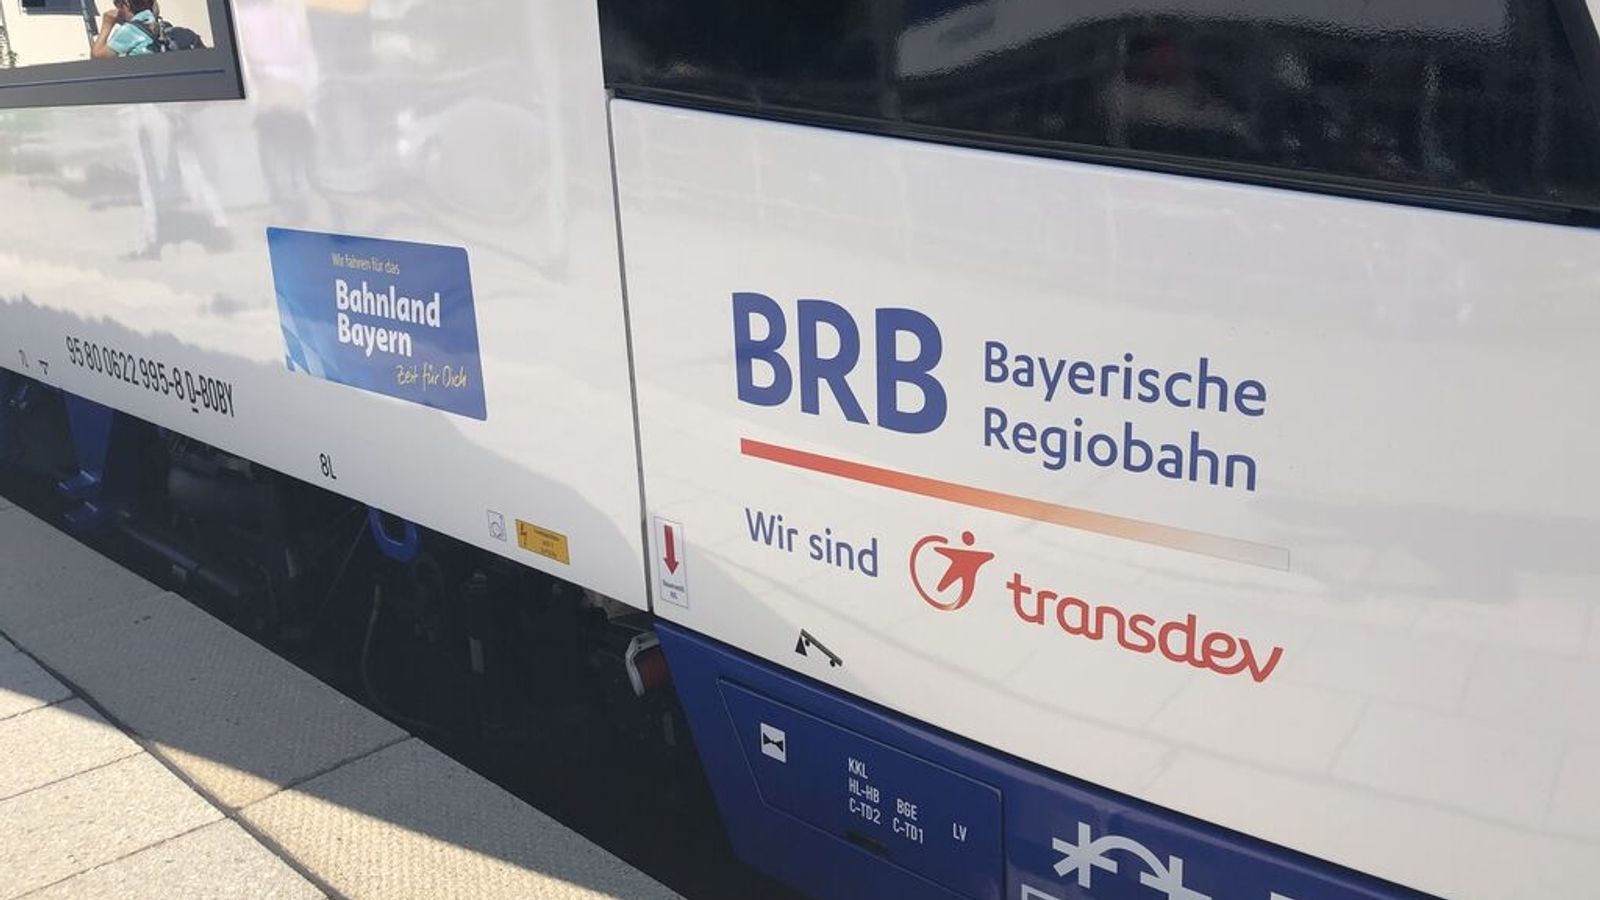 Wir fahren für das
Bahnland
Bayern
Zeit für Dich
95 80 0622 995-8 D-BOBY
8L
BRB Bayerische
Regiobahn
Wir sind transdev
KKL
HL-HB BGE
C-TD2 C-TD1 LV